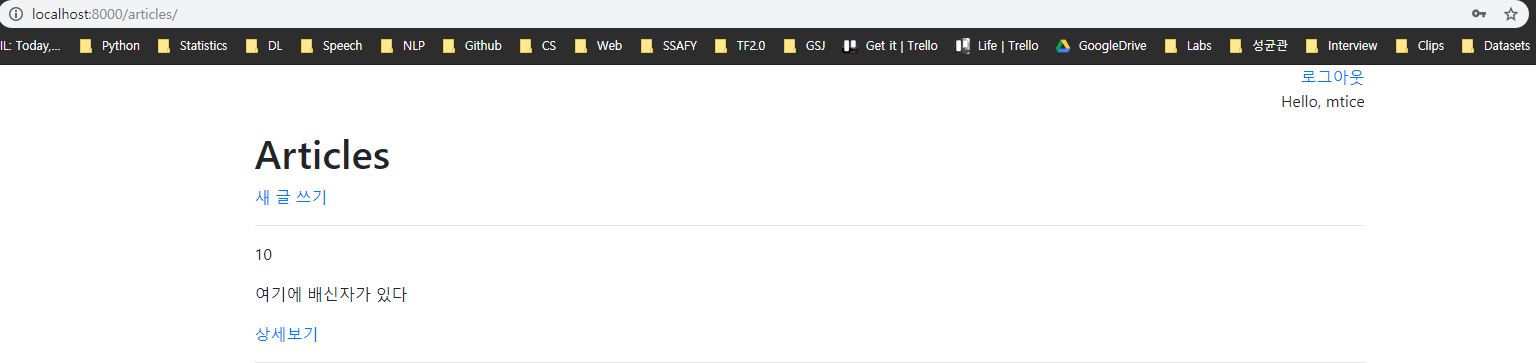 localhost:8000/articles/
IL: Today,... Python Statistics DL Speech NLP Github CS Web SSAFY TF2.0 GSJ Get it | Trello Life | Trello GoogleDrive Labs 성균관 Interview Clips Datasets
로그아웃
Hello, mtice
Articles
새 글 쓰기
10
여기에 배신자가 있다
상세보기